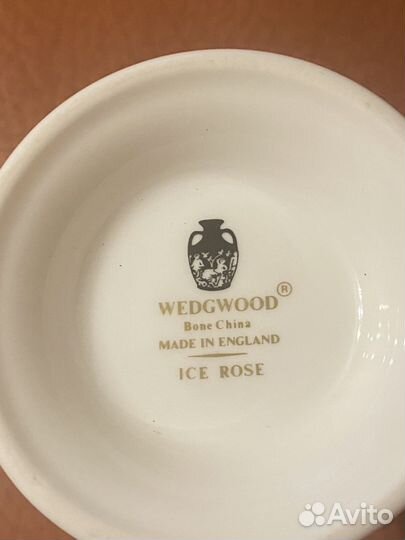 WEDGWOOD ®
Bone China
MADE IN ENGLAND
ICE ROSE
Avito